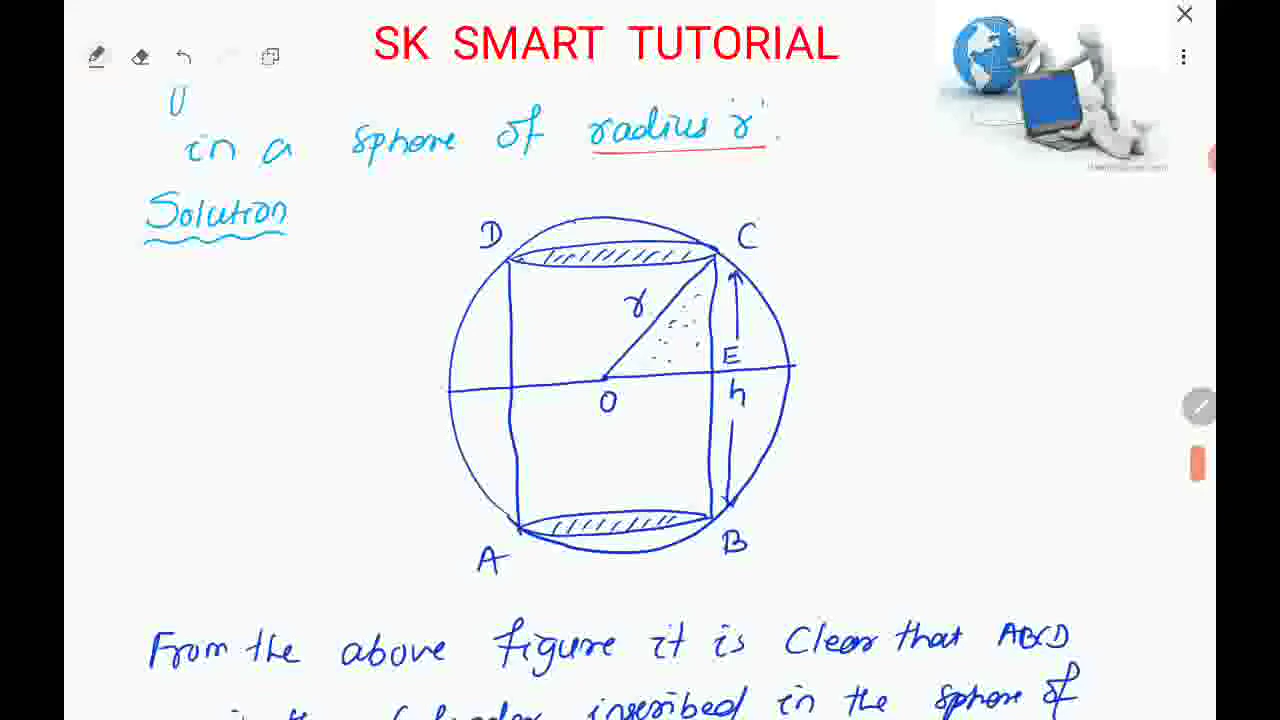 SK SMART TUTORIAL
in a sphere of radius 'r'.
Solution
D
C
r
E
O
h
A
B
From the above figure it is Clear that ABCD
inscribed in the sphere of